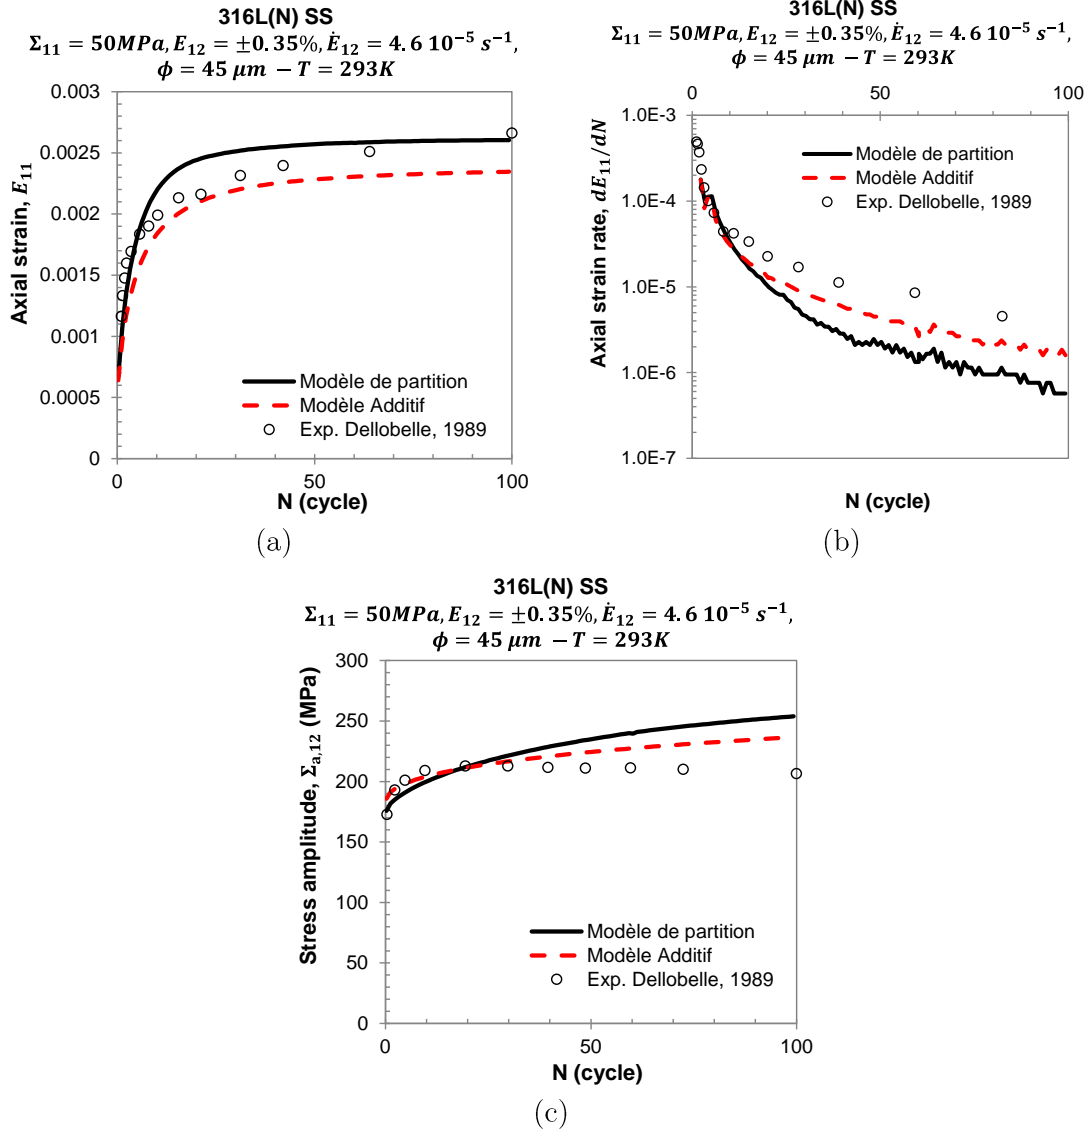 316L(N) SS
Σ₁₁ = 50MPa, E₁₂ = ±0.35%, Ė₁₂ = 4.6 10⁻⁵ s⁻¹,
ϕ = 45 μm − T = 293K
0.003
0.0025
0.002
0.0015
0.001
0.0005
0
Axial strain, E₁₁
Modèle de partition
Modèle Additif
Exp. Dellobelle, 1989
0 50 100
N (cycle)
(a)
316L(N) SS
Σ₁₁ = 50MPa, E₁₂ = ±0.35%, Ė₁₂ = 4.6 10⁻⁵ s⁻¹,
ϕ = 45 μm − T = 293K
0 50 100
1.0E-3
1.0E-4
1.0E-5
1.0E-6
1.0E-7
Axial strain rate, dE₁₁/dN
Modèle de partition
Modèle Additif
Exp. Dellobelle, 1989
N (cycle)
(b)
316L(N) SS
Σ₁₁ = 50MPa, E₁₂ = ±0.35%, Ė₁₂ = 4.6 10⁻⁵ s⁻¹,
ϕ = 45 μm − T = 293K
300
250
200
150
100
50
0
Stress amplitude, Σₐ,₁₂ (MPa)
Modèle de partition
Modèle Additif
Exp. Dellobelle, 1989
0 50 100
N (cycle)
(c)